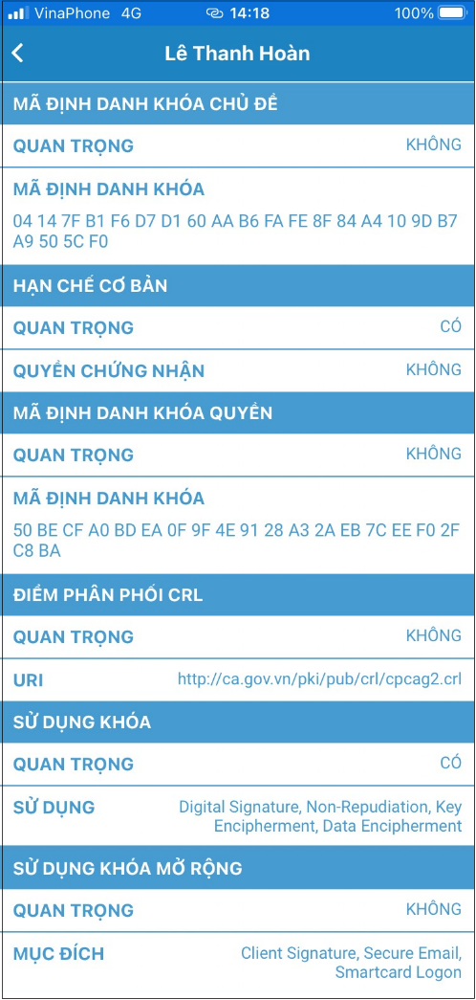 VinaPhone 4G 14:18 100%
Lê Thanh Hoàn
MÃ ĐỊNH DANH KHÓA CHỦ ĐỀ
QUAN TRỌNG KHÔNG
MÃ ĐỊNH DANH KHÓA
04 14 7F B1 F6 D7 D1 60 AA B6 FA FE 8F 84 A4 10 9D B7
A9 50 5C F0
HẠN CHẾ CƠ BẢN
QUAN TRỌNG CÓ
QUYỀN CHỨNG NHẬN KHÔNG
MÃ ĐỊNH DANH KHÓA QUYỀN
QUAN TRỌNG KHÔNG
MÃ ĐỊNH DANH KHÓA
50 BE CF A0 BD EA 0F 9F 4E 91 28 A3 2A EB 7C EE F0 2F
C8 BA
ĐIỂM PHÂN PHỐI CRL
QUAN TRỌNG KHÔNG
URI http://ca.gov.vn/pki/pub/crl/cpcag2.crl
SỬ DỤNG KHÓA
QUAN TRỌNG CÓ
SỬ DỤNG Digital Signature, Non-Repudiation, Key
Encipherment, Data Encipherment
SỬ DỤNG KHÓA MỞ RỘNG
QUAN TRỌNG KHÔNG
MỤC ĐÍCH Client Signature, Secure Email,
Smartcard Logon